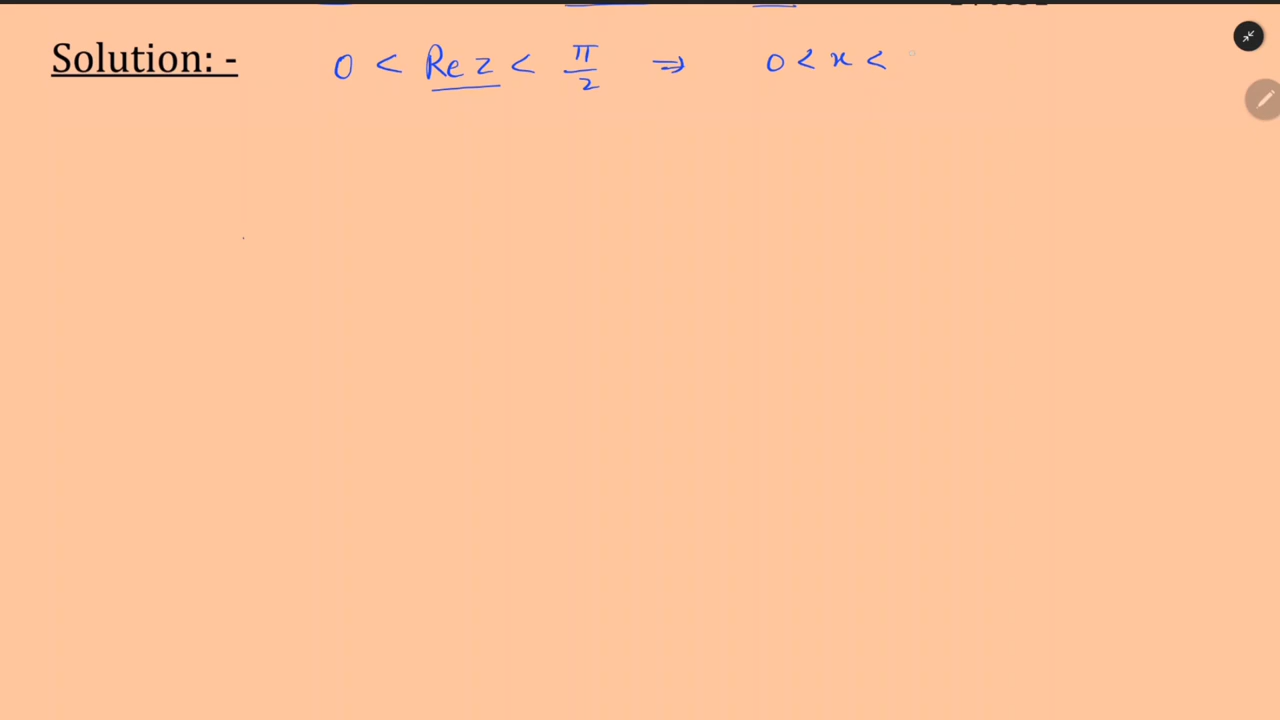 Solution: - 0 < Re z < π/2 ⇒ 0 < x <